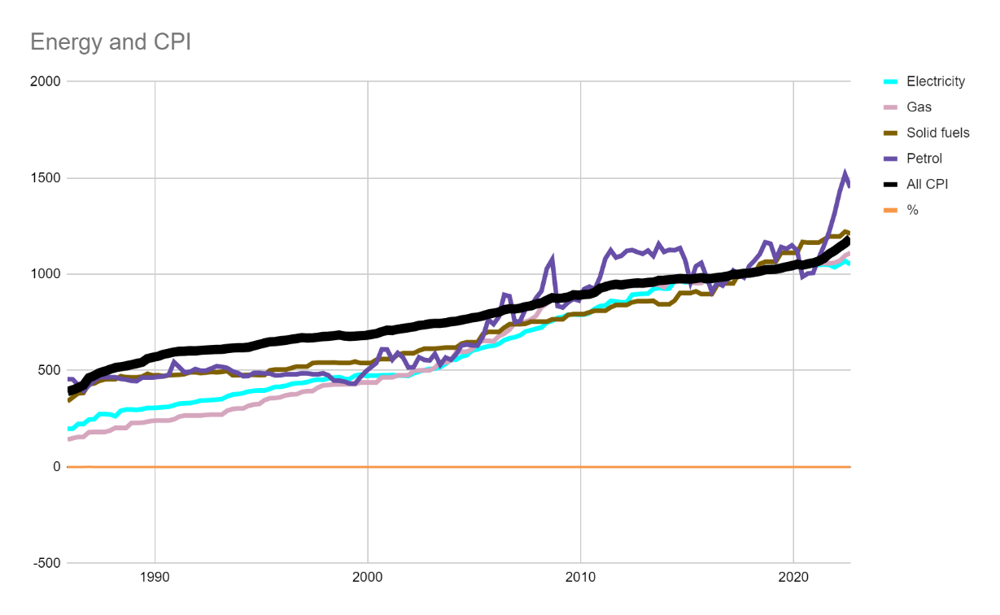 Energy and CPI
2000
1500
1000
500
0
-500
1990
2000
2010
2020
Electricity
Gas
Solid fuels
Petrol
All CPI
%